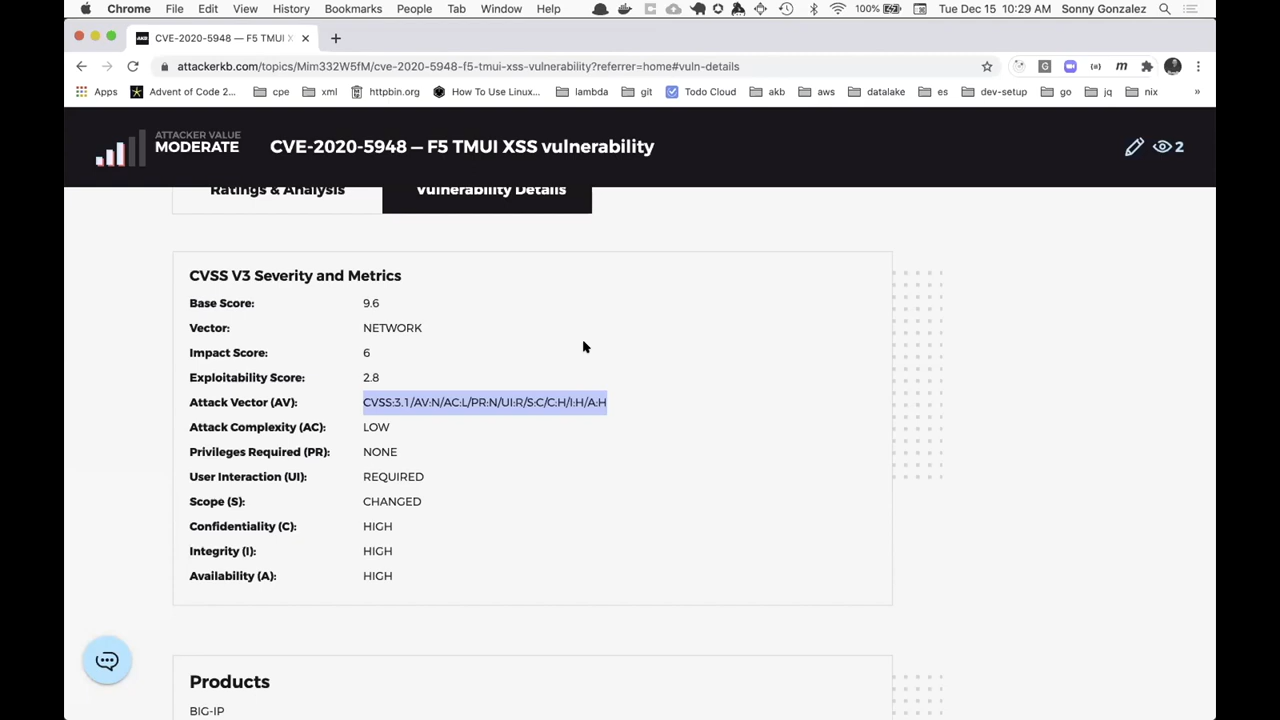 Chrome File Edit View History Bookmarks People Tab Window Help 100% Tue Dec 15 10:29 AM Sonny Gonzalez
CVE-2020-5948 — F5 TMUI X
attackerkb.com/topics/Mim332W5fM/cve-2020-5948-f5-tmui-xss-vulnerability?referrer=home#vuln-details
Apps Advent of Code 2... cpe xml httpbin.org How To Use Linux... lambda git Todo Cloud akb aws datalake es dev-setup go jq nix »
ATTACKER VALUE
MODERATE
CVE-2020-5948 — F5 TMUI XSS vulnerability
2
Ratings & Analysis Vulnerability Details
CVSS V3 Severity and Metrics
Base Score: 9.6
Vector: NETWORK
Impact Score: 6
Exploitability Score: 2.8
Attack Vector (AV): CVSS:3.1/AV:N/AC:L/PR:N/UI:R/S:C/C:H/I:H/A:H
Attack Complexity (AC): LOW
Privileges Required (PR): NONE
User Interaction (UI): REQUIRED
Scope (S): CHANGED
Confidentiality (C): HIGH
Integrity (I): HIGH
Availability (A): HIGH
Products
BIG-IP